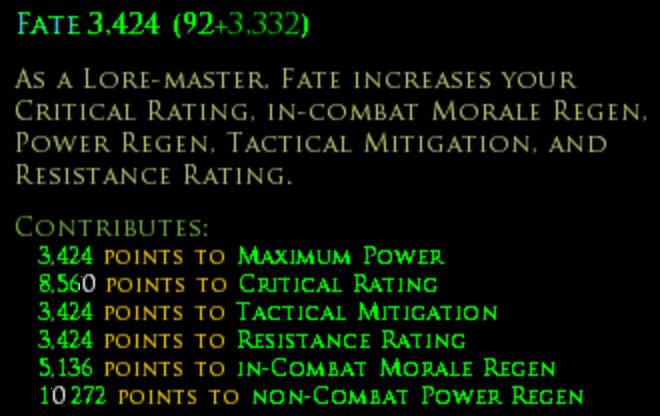 Fate 3,424 (92+3,332)
As a Lore-master, Fate increases your
Critical Rating, in-combat Morale Regen,
Power Regen, Tactical Mitigation, and
Resistance Rating.
Contributes:
3,424 points to Maximum Power
8,560 points to Critical Rating
3,424 points to Tactical Mitigation
3,424 points to Resistance Rating
5,136 points to in-Combat Morale Regen
10272 points to non-Combat Power Regen